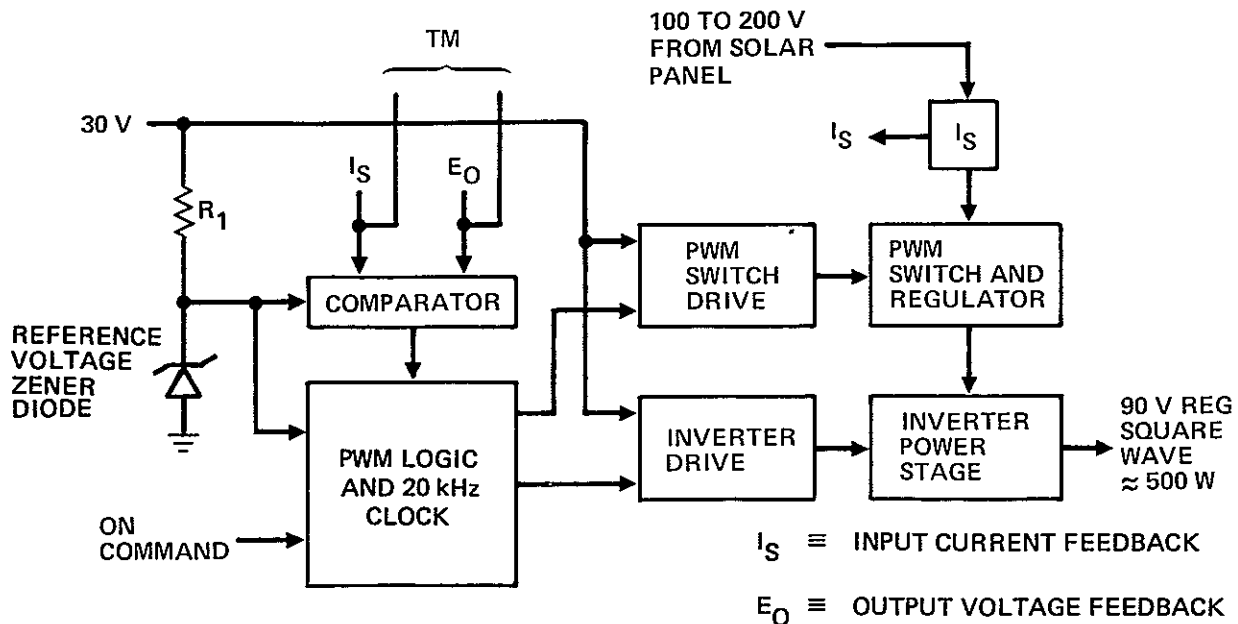 TM
100 TO 200 V
FROM SOLAR
PANEL
30 V
I_S
E_O
I_S
I_S
R_1
COMPARATOR
PWM
SWITCH
DRIVE
PWM
SWITCH AND
REGULATOR
REFERENCE
VOLTAGE
ZENER
DIODE
PWM LOGIC
AND 20 kHz
CLOCK
INVERTER
DRIVE
INVERTER
POWER
STAGE
90 V REG
SQUARE
WAVE
≈ 500 W
ON
COMMAND
I_S ≡ INPUT CURRENT FEEDBACK
E_O ≡ OUTPUT VOLTAGE FEEDBACK